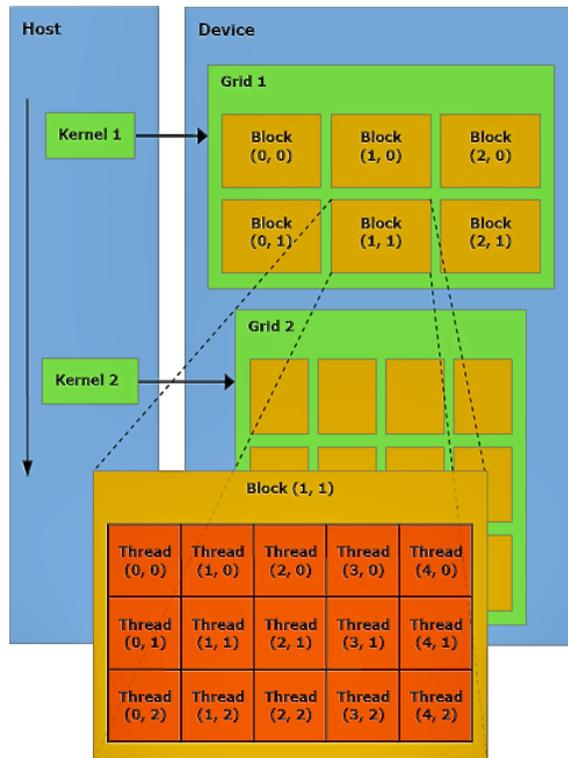 Host
Device
Grid 1
Kernel 1
Block
(0, 0)
Block
(1, 0)
Block
(2, 0)
Block
(0, 1)
Block
(1, 1)
Block
(2, 1)
Grid 2
Kernel 2
Block (1, 1)
Thread
(0, 0)
Thread
(1, 0)
Thread
(2, 0)
Thread
(3, 0)
Thread
(4, 0)
Thread
(0, 1)
Thread
(1, 1)
Thread
(2, 1)
Thread
(3, 1)
Thread
(4, 1)
Thread
(0, 2)
Thread
(1, 2)
Thread
(2, 2)
Thread
(3, 2)
Thread
(4, 2)